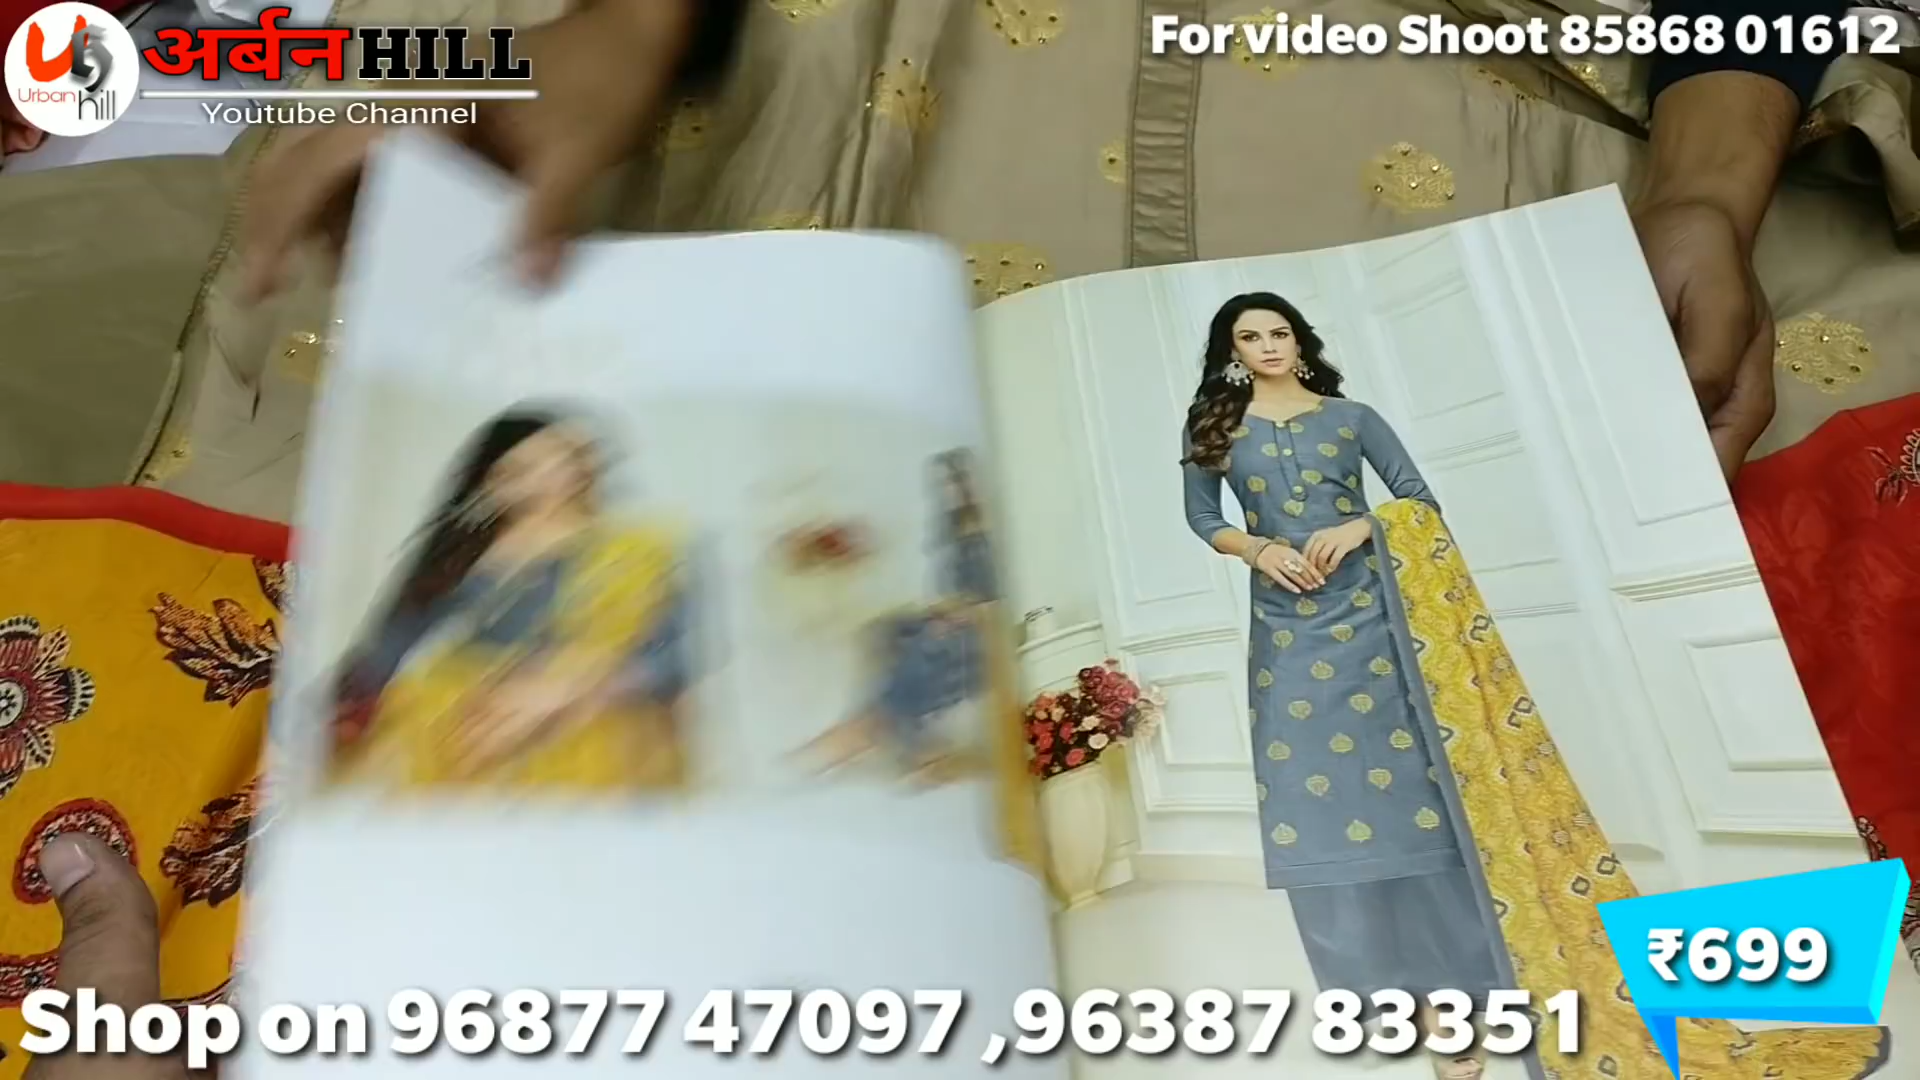 Urban hill
अर्बन HILL
Youtube Channel
For video Shoot 85868 01612
₹699
Shop on 96877 47097 ,96387 83351